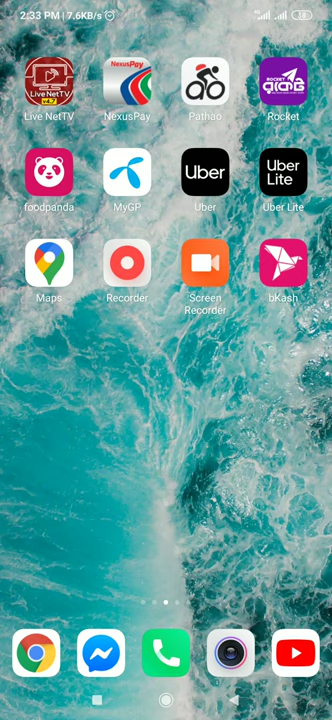 2:33 PM | 7.6KB/s
Live NetTV
v4.7
Live NetTV
NEXUSPAY
NexusPay
Pathao
ROCKET
রকেট
Rocket
foodpanda
MyGP
Uber
Uber
Uber
Lite
Uber Lite
Maps
Recorder
Screen
Recorder
bKash